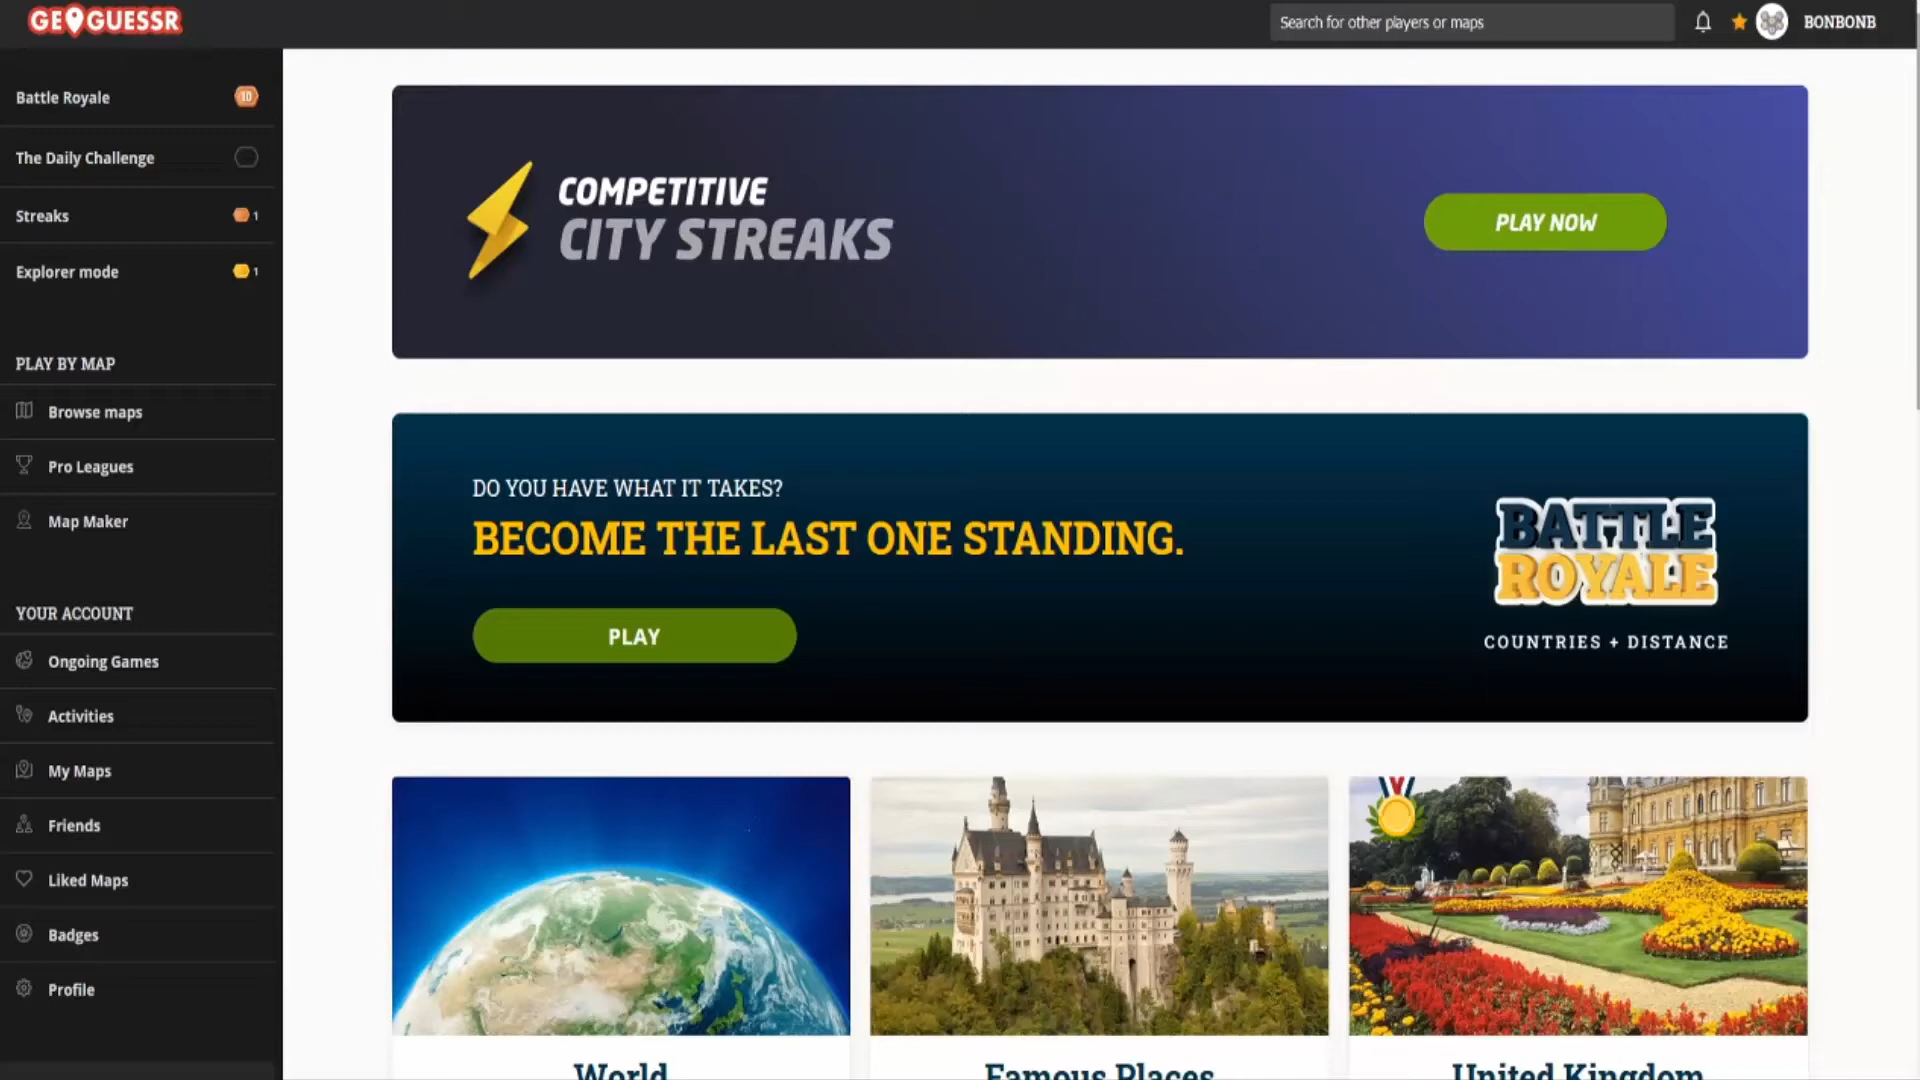 GEOGUESSR
Search for other players or maps
BONBONB
Battle Royale
10
The Daily Challenge
Streaks
1
Explorer mode
1
PLAY BY MAP
Browse maps
Pro Leagues
Map Maker
YOUR ACCOUNT
Ongoing Games
Activities
My Maps
Friends
Liked Maps
Badges
Profile
COMPETITIVE
CITY STREAKS
PLAY NOW
DO YOU HAVE WHAT IT TAKES?
BECOME THE LAST ONE STANDING.
PLAY
BATTLE
ROYALE
COUNTRIES + DISTANCE
World
Famous Places
United Kingdom